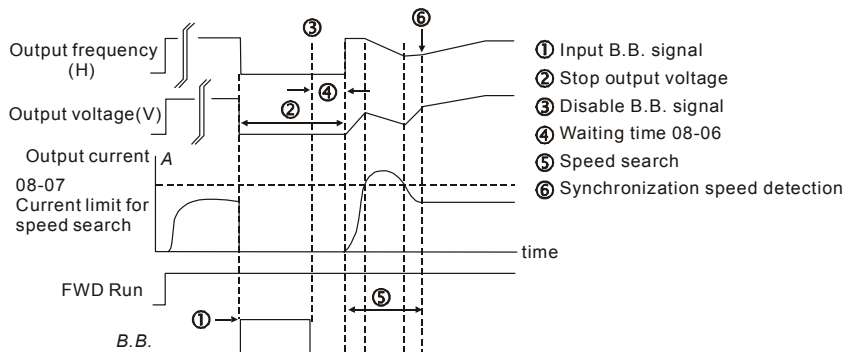 Output frequency
(H)
Output voltage(V)
Output current
A
08-07
Current limit for
speed search
FWD Run
B.B.
time
①
②
③
④
⑤
⑥
① Input B.B. signal
② Stop output voltage
③ Disable B.B. signal
④ Waiting time 08-06
⑤ Speed search
⑥ Synchronization speed detection